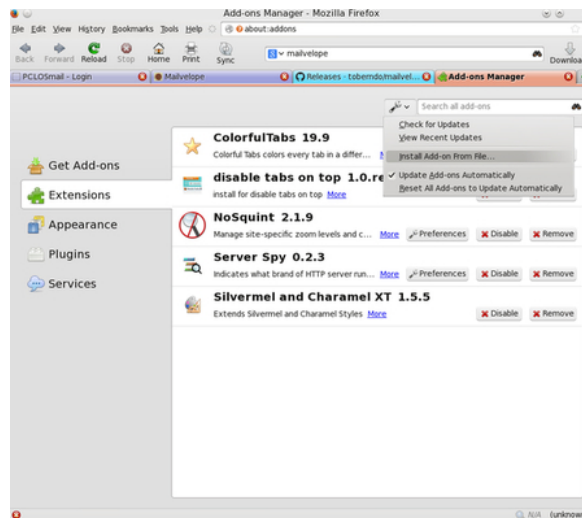 Add-ons Manager - Mozilla Firefox
File Edit View History Bookmarks Tools Help about:addons
Back Forward Reload Stop Home Print Sync mailvelope Downloa
PCLOSmail - Login Mailvelope Releases · toberndo/mailvel... Add-ons Manager
Search all add-ons
Check for Updates
View Recent Updates
Install Add-on From File...
Update Add-ons Automatically
Reset All Add-ons to Update Automatically
Get Add-ons
Extensions
Appearance
Plugins
Services
ColorfulTabs 19.9
Colorful Tabs colors every tab in a differ...
disable tabs on top 1.0.re
install for disable tabs on top More
NoSquint 2.1.9
Manage site-specific zoom levels and c... More Preferences Disable Remove
Server Spy 0.2.3
Indicates what brand of HTTP server run... More Preferences Disable Remove
Silvermel and Charamel XT 1.5.5
Extends Silvermel and Charamel Styles More Disable Remove
N/A (unknow